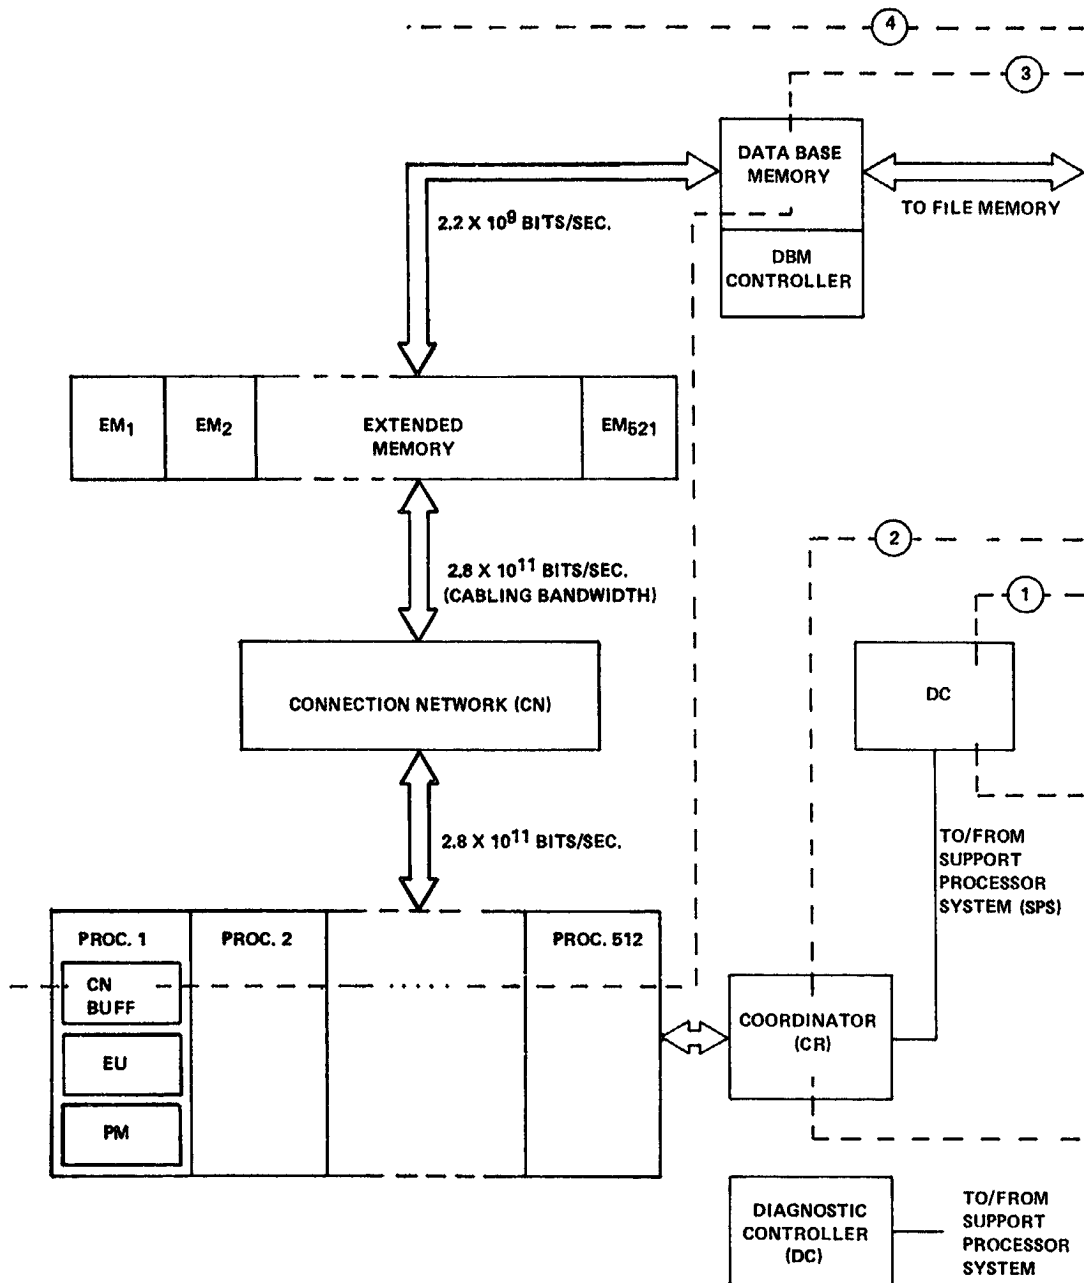 4
3
DATA BASE
MEMORY
TO FILE MEMORY
2.2 X 10⁹ BITS/SEC.
DBM
CONTROLLER
EM₁
EM₂
EXTENDED
MEMORY
EM₅₂₁
2
2.8 X 10¹¹ BITS/SEC.
(CABLING BANDWIDTH)
1
CONNECTION NETWORK (CN)
DC
2.8 X 10¹¹ BITS/SEC.
TO/FROM
SUPPORT
PROCESSOR
SYSTEM (SPS)
PROC. 1
PROC. 2
PROC. 512
CN
BUFF
EU
PM
COORDINATOR
(CR)
DIAGNOSTIC
CONTROLLER
(DC)
TO/FROM
SUPPORT
PROCESSOR
SYSTEM